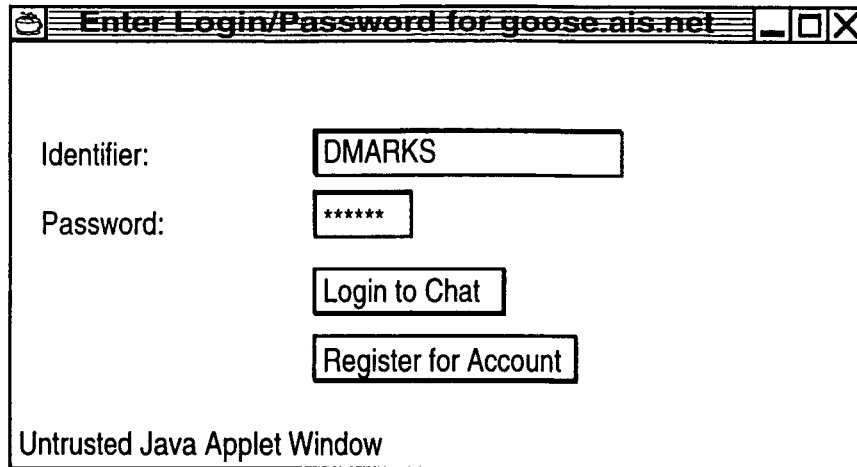 Enter Login/Password for goose.ais.net
Identifier: DMARKS
Password: ******
Login to Chat
Register for Account
Untrusted Java Applet Window